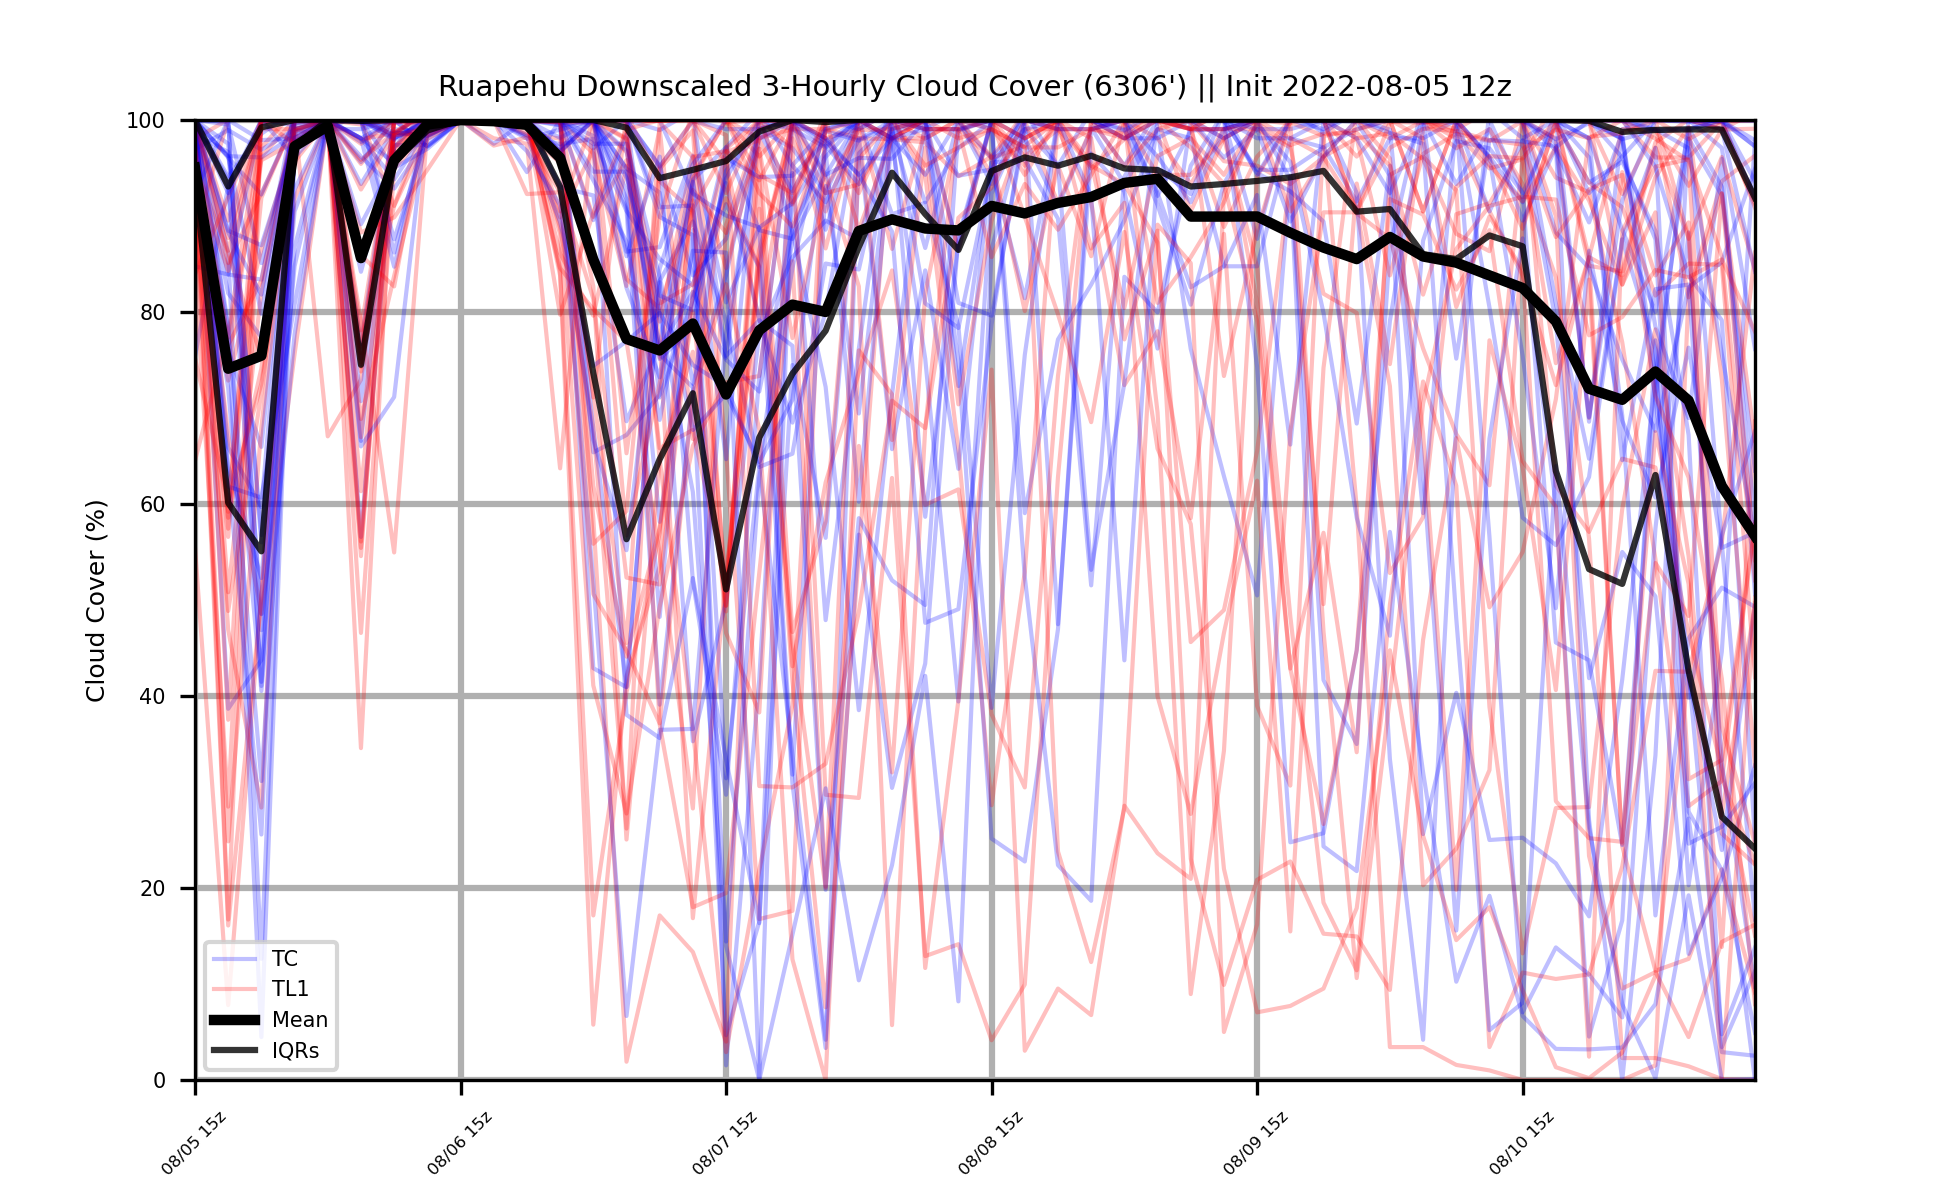 Ruapehu Downscaled 3-Hourly Cloud Cover (6306') || Init 2022-08-05 12z
100
80
60
40
20
0
Cloud Cover (%)
TC
TL1
Mean
IQRs
08/05 15z
08/06 15z
08/07 15z
08/08 15z
08/09 15z
08/10 15z